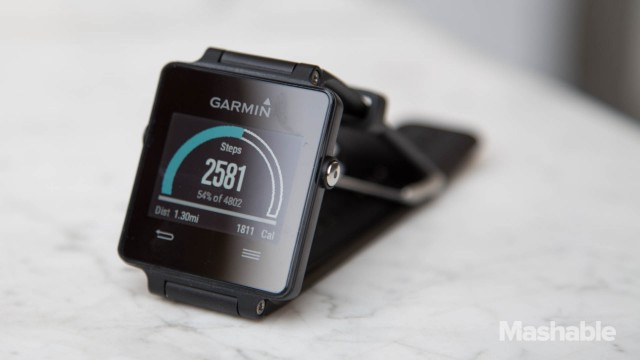 GARMIN
Steps
2581
54% of 4802
Dist 1.30mi
1811 Cal
Mashable